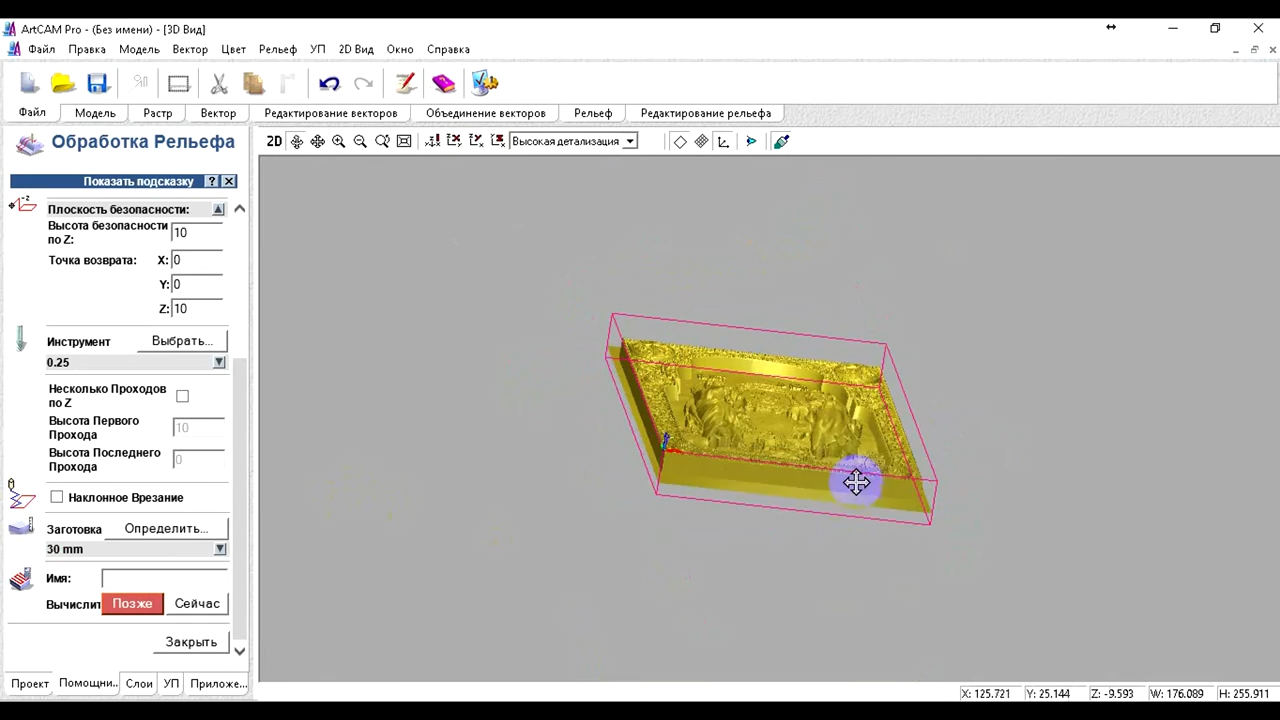 ArtCAM Pro - (Без имени) - [3D Вид]
Файл Правка Модель Вектор Цвет Рельеф УП 2D Вид Окно Справка
Файл Модель Растр Вектор Редактирование векторов Объединение векторов Рельеф Редактирование рельефа
Обработка Рельефа
2D Высокая детализация
Показать подсказку ?
Плоскость безопасности:
Высота безопасности
по Z: 10
Точка возврата: X: 0
Y: 0
Z: 10
Инструмент Выбрать...
0.25
Несколько Проходов
по Z
Высота Первого
Прохода 10
Высота Последнего
Прохода 0
Наклонное Врезание
Заготовка Определить...
30 mm
Имя:
Вычислит Позже Сейчас
Закрыть
Проект Помощни... Слои УП Приложе...
X: 125.721 Y: 25.144 Z: -9.593 W: 176.089 H: 255.911